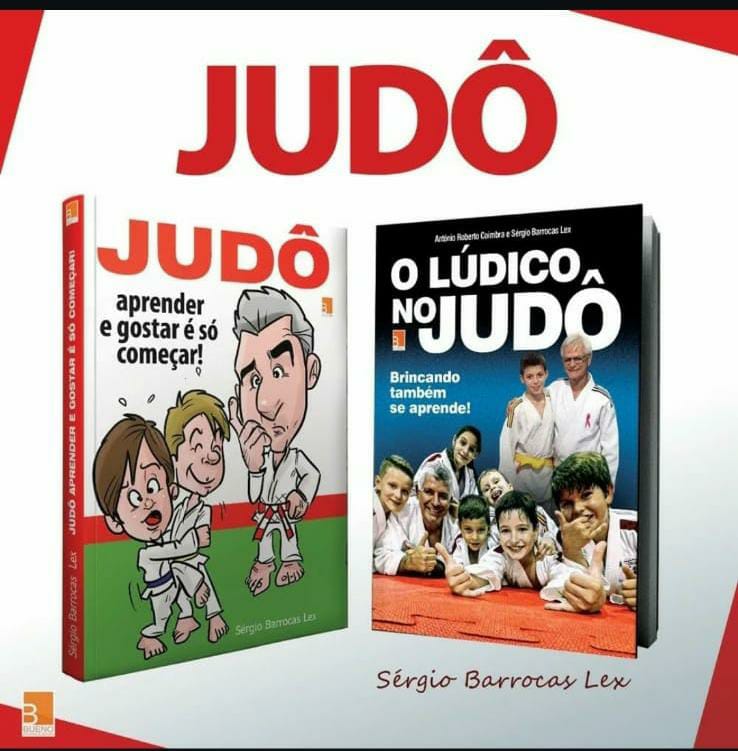 JUDÔ
JUDÔ APRENDER E GOSTAR É SÓ COMEÇAR!
Sérgio Barrocas Lex
JUDÔ
aprender
e gostar é só
começar!
B
Sérgio Barrocas Lex
António Roberto Coimbra e Sérgio Barrocas Lex
O LÚDICO
NO JUDÔ
B
Brincando
também
se aprende!
Sérgio Barrocas Lex
B
BUENO